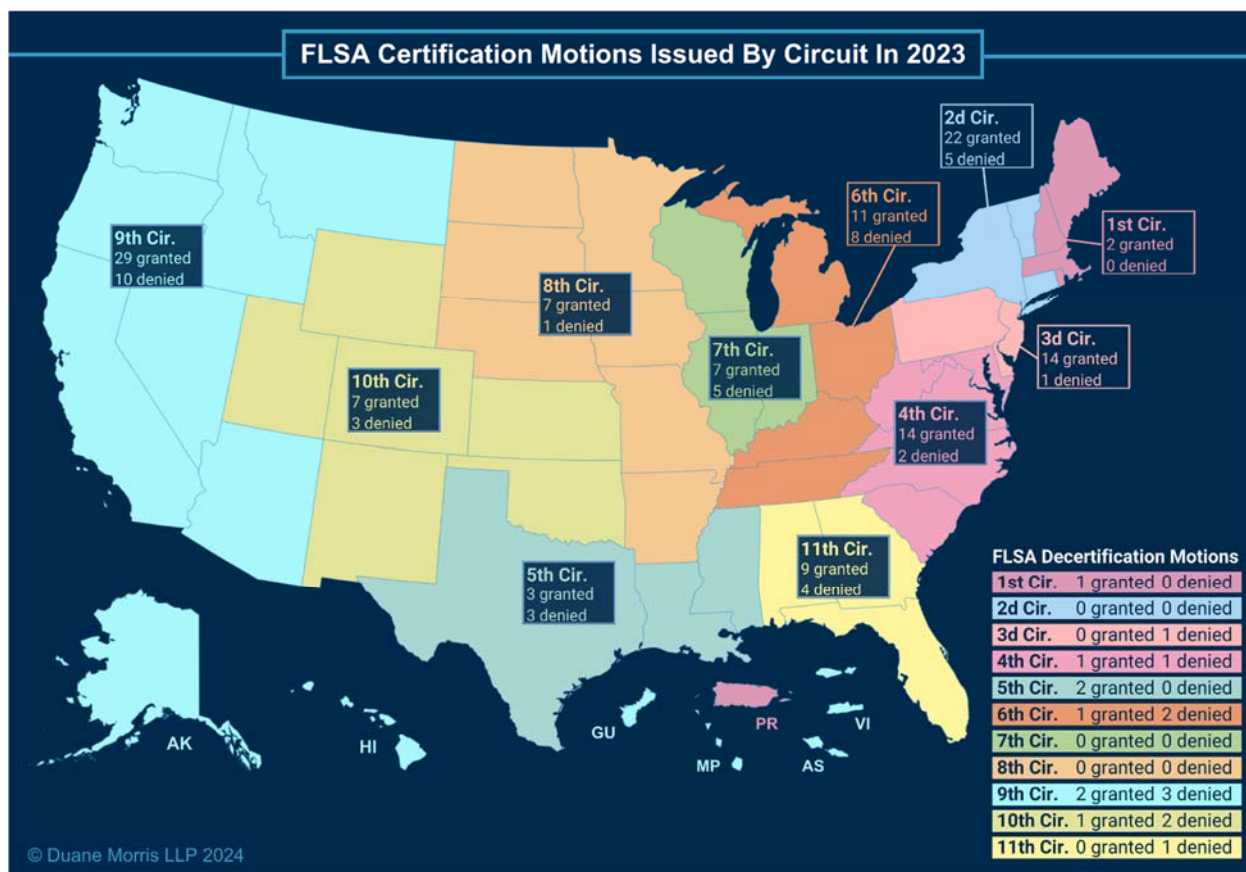 FLSA Certification Motions Issued By Circuit In 2023
2d Cir.
22 granted
5 denied
6th Cir.
11 granted
8 denied
1st Cir.
2 granted
0 denied
9th Cir.
29 granted
10 denied
8th Cir.
7 granted
1 denied
7th Cir.
7 granted
5 denied
3d Cir.
14 granted
1 denied
10th Cir.
7 granted
3 denied
4th Cir.
14 granted
2 denied
11th Cir.
9 granted
4 denied
5th Cir.
3 granted
3 denied
AK
HI
GU
PR
VI
MP
AS
FLSA Decertification Motions
1st Cir. 1 granted 0 denied
2d Cir. 0 granted 0 denied
3d Cir. 0 granted 1 denied
4th Cir. 1 granted 1 denied
5th Cir. 2 granted 0 denied
6th Cir. 1 granted 2 denied
7th Cir. 0 granted 0 denied
8th Cir. 0 granted 0 denied
9th Cir. 2 granted 3 denied
10th Cir. 1 granted 2 denied
11th Cir. 0 granted 1 denied
© Duane Morris LLP 2024